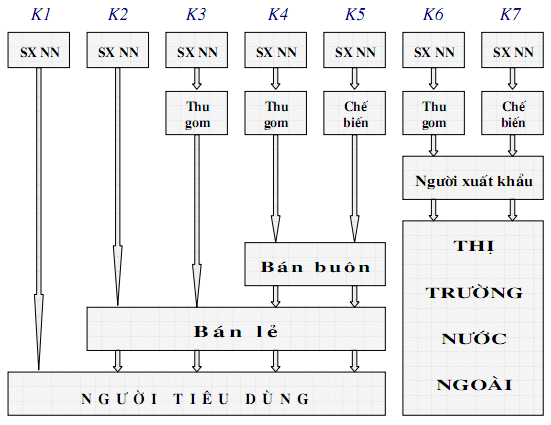 K1 K2 K3 K4 K5 K6 K7
SX NN SX NN SX NN SX NN SX NN SX NN SX NN
Thu gom
Thu gom
Chế biến
Thu gom
Chế biến
Người xuất khẩu
Bán buôn
Bán lẻ
NGƯỜI TIÊU DÙNG
THỊ
TRƯỜNG
NƯỚC
NGOÀI